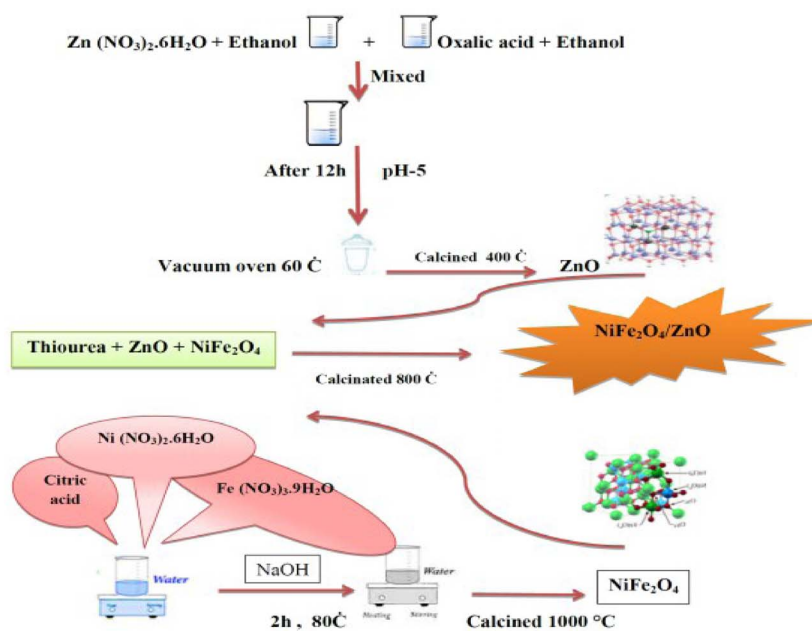 Zn (NO₃)₂.6H₂O + Ethanol + Oxalic acid + Ethanol
Mixed
After 12h pH-5
Vacuum oven 60 Ċ
Calcined 400 Ċ
ZnO
Thiourea + ZnO + NiFe₂O₄
Calcinated 800 Ċ
NiFe₂O₄/ZnO
Ni (NO₃)₂.6H₂O
Citric
acid
Fe (NO₃)₃.9H₂O
Water
NaOH
2h , 80Ċ
Water
Heating Stirring
Calcined 1000 °C
NiFe₂O₄